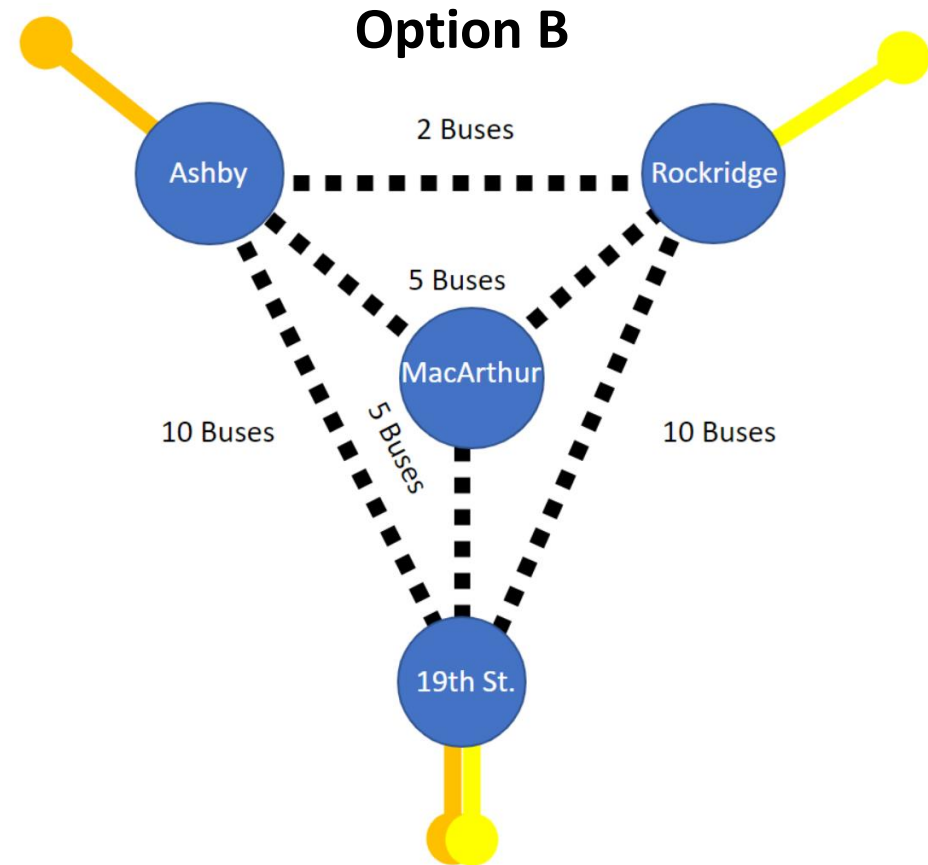 Option B
2 Buses
Ashby
Rockridge
5 Buses
MacArthur
5 Buses
10 Buses
10 Buses
19th St.